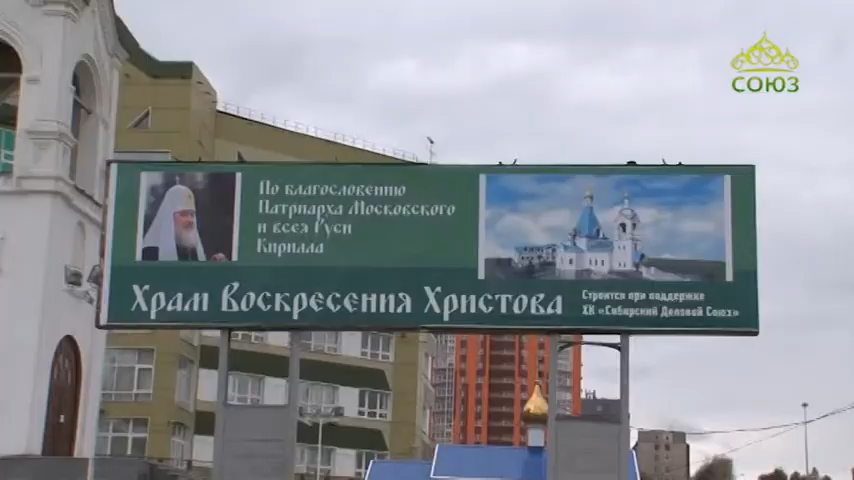 СОЮЗ
По благословению
Патриарха Московского
и всея Руси
Кирилла
Храм Воскресения Христова
Строится при поддержке
ХК «Сибирский Деловой Союз»